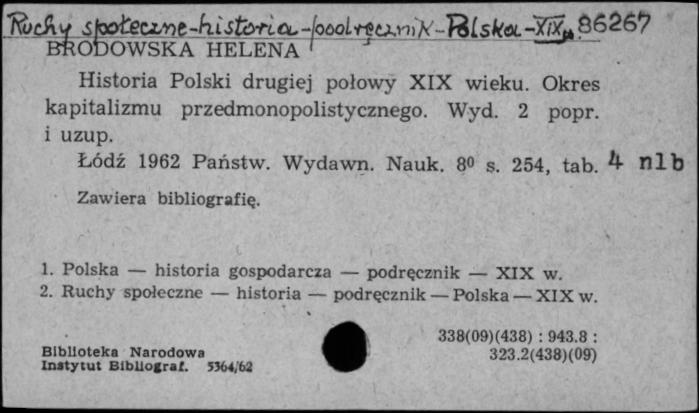 Ruchy społeczne-historia-podręcznik-Polska-XIX w. 86267
BRODOWSKA HELENA
Historia Polski drugiej połowy XIX wieku. Okres
kapitalizmu przedmonopolistycznego. Wyd. 2 popr.
i uzup.
Łódź 1962 Państw. Wydawn. Nauk. 8⁰ s. 254, tab. 4 nlb
Zawiera bibliografię.
1. Polska — historia gospodarcza — podręcznik — XIX w.
2. Ruchy społeczne — historia — podręcznik — Polska — XIX w.
338(09)(438) : 943.8 :
323.2(438)(09)
Biblioteka Narodowa
Instytut Bibliograf. 5364/62